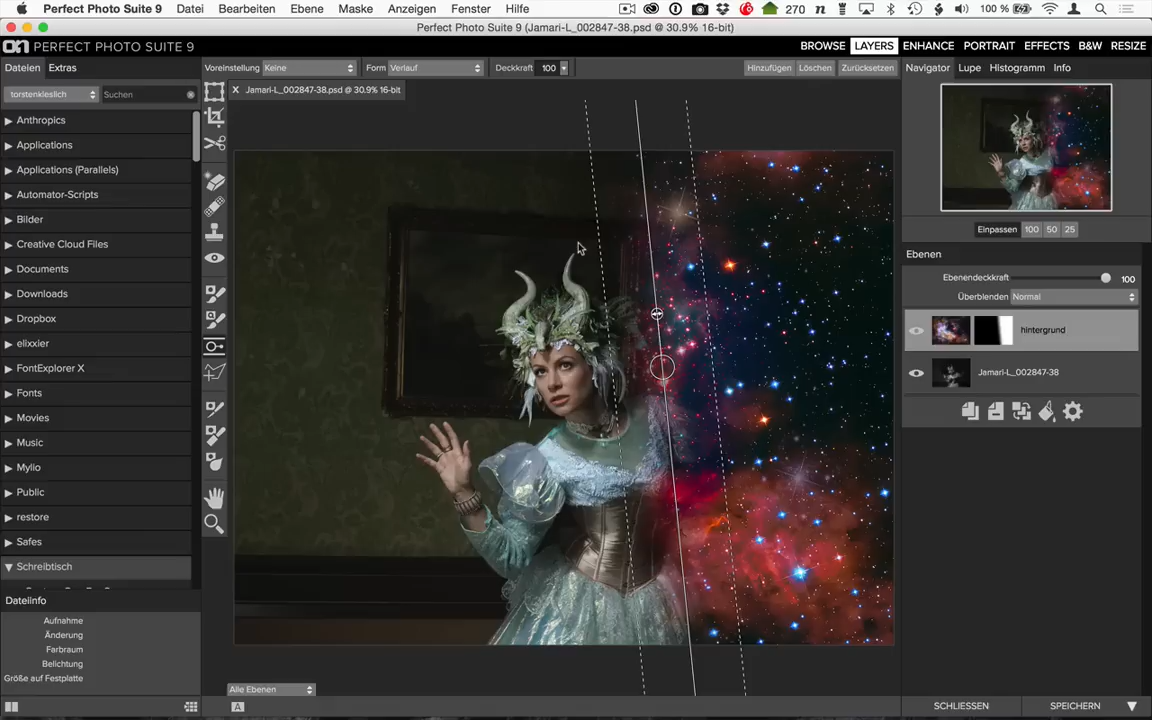 Perfect Photo Suite 9 Datei Bearbeiten Ebene Maske Anzeigen Fenster Hilfe 270 100 %
Perfect Photo Suite 9 (Jamari-L_002847-38.psd @ 30.9% 16-bit)
on PERFECT PHOTO SUITE 9 BROWSE LAYERS ENHANCE PORTRAIT EFFECTS B&W RESIZE
Dateien Extras Voreinstellung Keine Form Verlauf Deckkraft 100 Hinzufügen Löschen Zurücksetzen Navigator Lupe Histogramm Info
torstenkleslich Suchen
X Jamari-L_002847-38.psd @ 30.9% 16-bit
Anthropics
Applications
Applications (Parallels)
Automator-Scripts
Bilder
Creative Cloud Files
Documents
Downloads
Dropbox
elixxier
FontExplorer X
Fonts
Movies
Music
Mylio
Public
restore
Safes
Schreibtisch
Dateiinfo
Aufnahme
Änderung
Farbraum
Belichtung
Größe auf Festplatte
Einpassen 100 50 25
Ebenen
Ebenendeckkraft 100
Überblenden Normal
hintergrund
Jamari-L_002847-38
Alle Ebenen
A
SCHLIESSEN SPEICHERN